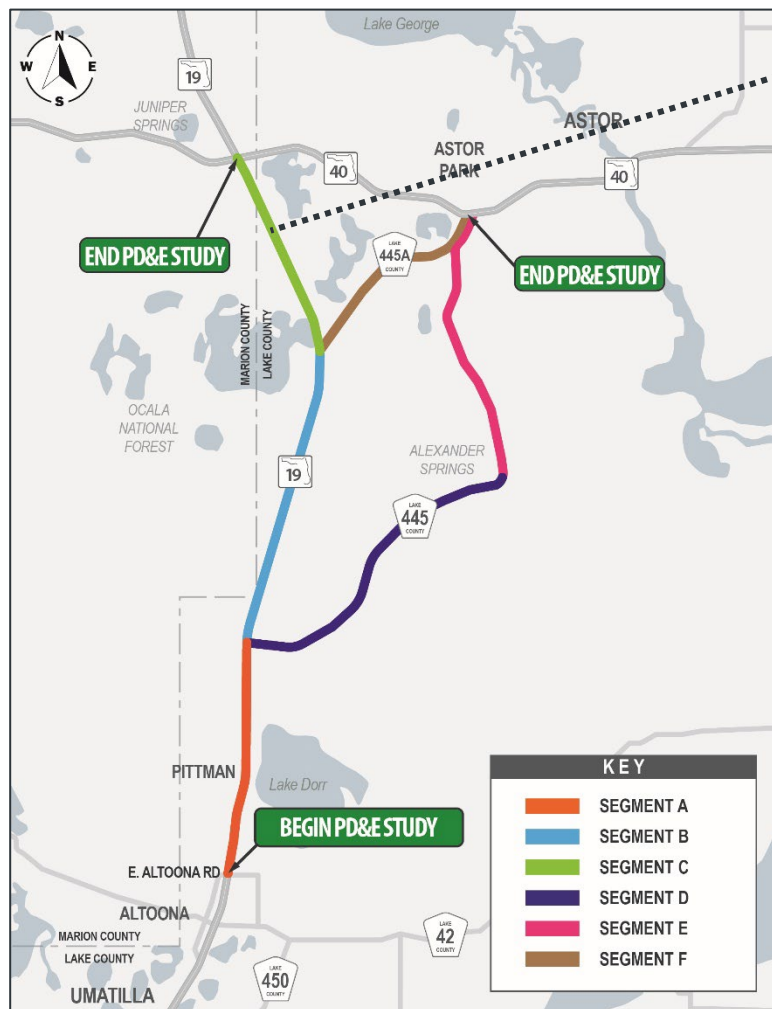 Lake George
N
W
E
S
19
JUNIPER
SPRINGS
ASTOR
ASTOR
PARK
40
40
END PD&E STUDY
LAKE
445A
COUNTY
END PD&E STUDY
MARION COUNTY
LAKE COUNTY
OCALA
NATIONAL
FOREST
ALEXANDER
SPRINGS
19
LAKE
445
COUNTY
PITTMAN
Lake Dorr
BEGIN PD&E STUDY
E. ALTOONA RD
ALTOONA
MARION COUNTY
LAKE COUNTY
LAKE
42
COUNTY
LAKE
450
COUNTY
UMATILLA
KEY
SEGMENT A
SEGMENT B
SEGMENT C
SEGMENT D
SEGMENT E
SEGMENT F